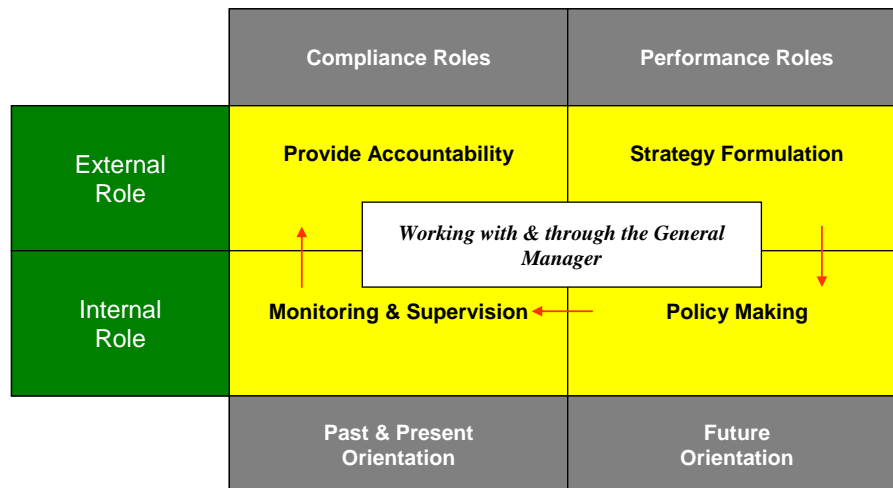 Compliance Roles
Performance Roles
External
Role
Provide Accountability
Strategy Formulation
Working with & through the General
Manager
Internal
Role
Monitoring & Supervision
Policy Making
Past & Present
Orientation
Future
Orientation